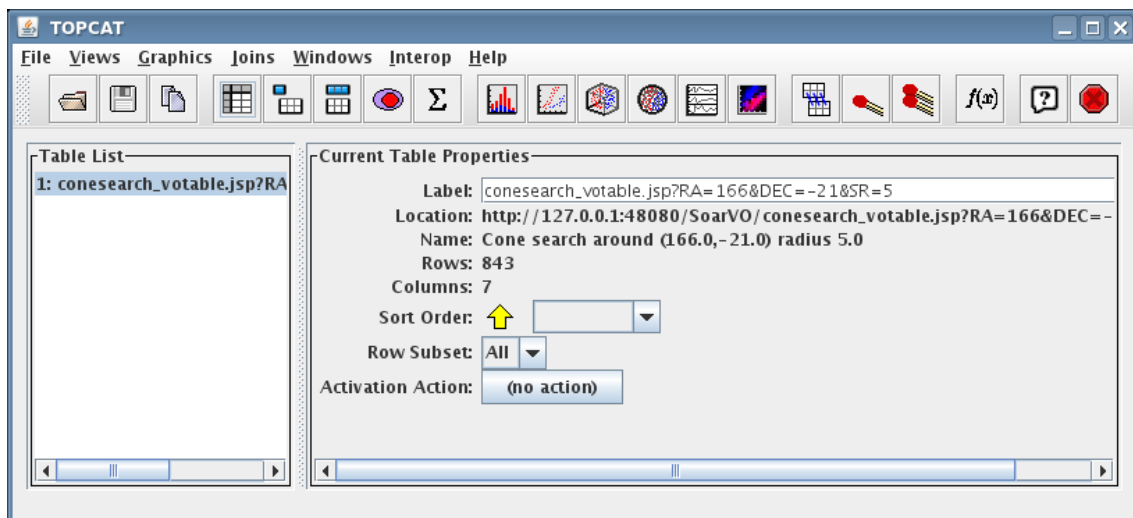 TOPCAT
File Views Graphics Joins Windows Interop Help
Σ f(x) ?
Table List
1: conesearch_votable.jsp?RA
Current Table Properties
Label: conesearch_votable.jsp?RA=166&DEC=-21&SR=5
Location: http://127.0.0.1:48080/SoarVO/conesearch_votable.jsp?RA=166&DEC=-
Name: Cone search around (166.0,-21.0) radius 5.0
Rows: 843
Columns: 7
Sort Order:
Row Subset: All
Activation Action: (no action)